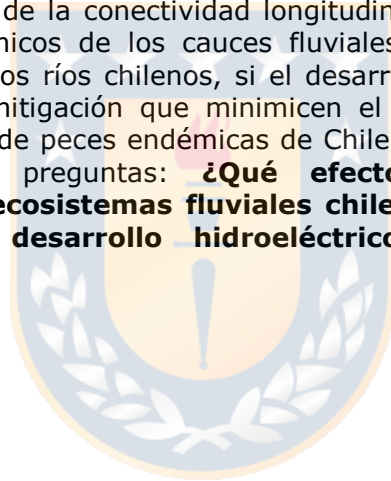 de la conectividad longitudin
micos de los cauces fluviales
os ríos chilenos, si el desarr
nitigación que minimicen el
de peces endémicas de Chile
preguntas: ¿Qué efecto
ecosistemas fluviales chile
desarrollo hidroeléctrico